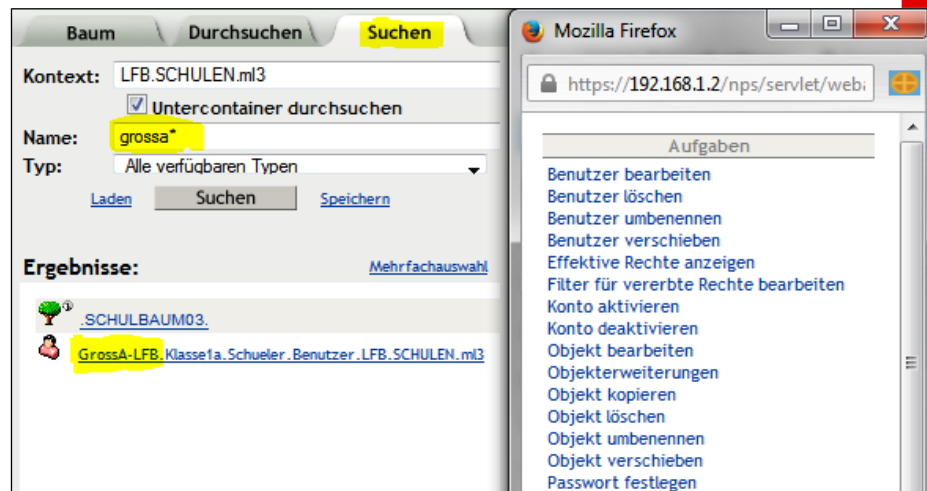 Baum
Durchsuchen
Suchen
Kontext: LFB.SCHULEN.ml3
Untercontainer durchsuchen
Name: grossa*
Typ: Alle verfügbaren Typen
Laden Suchen Speichern
Ergebnisse: Mehrfachauswahl
.SCHULBAUM03.
GrossA-LFB.Klasse1a.Schueler.Benutzer.LFB.SCHULEN.ml3
Mozilla Firefox
https://192.168.1.2/nps/servlet/weba
Aufgaben
Benutzer bearbeiten
Benutzer löschen
Benutzer umbenennen
Benutzer verschieben
Effektive Rechte anzeigen
Filter für vererbte Rechte bearbeiten
Konto aktivieren
Konto deaktivieren
Objekt bearbeiten
Objekterweiterungen
Objekt kopieren
Objekt löschen
Objekt umbenennen
Objekt verschieben
Passwort festlegen